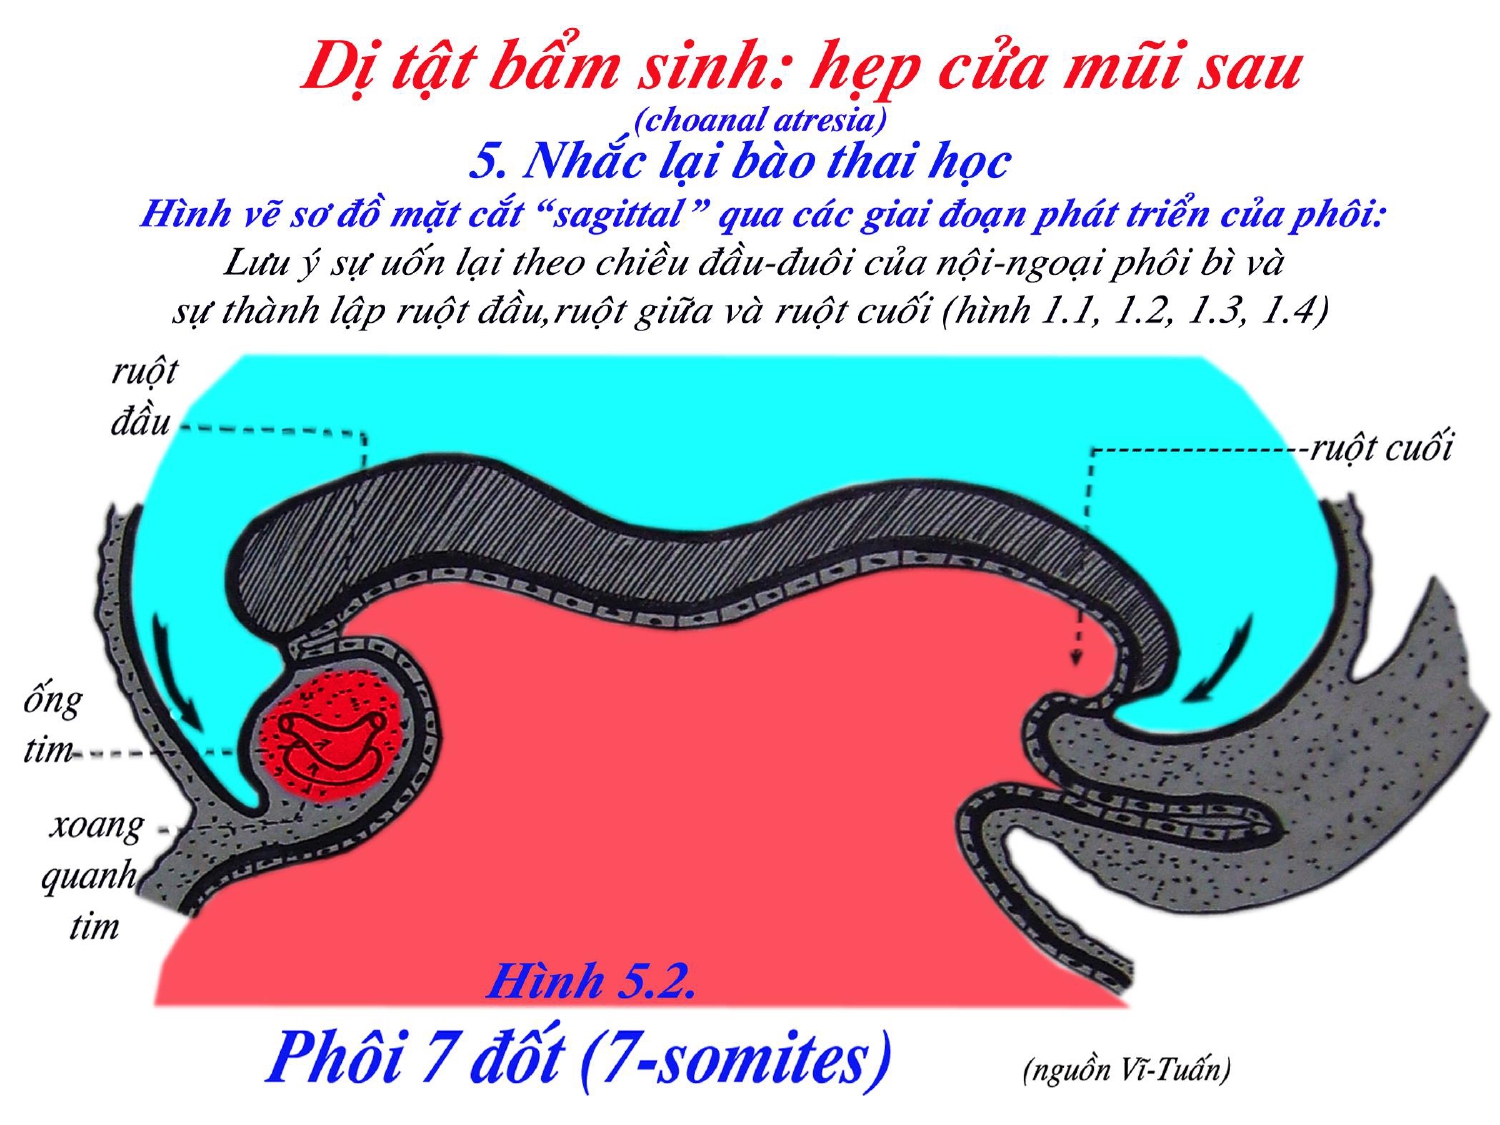 Dị tật bẩm sinh: hẹp cửa mũi sau
(choanal atresia)
5. Nhắc lại bào thai học
Hình vẽ sơ đồ mặt cắt “sagittal” qua các giai đoạn phát triển của phôi:
Lưu ý sự uốn lại theo chiều đầu-đuôi của nội-ngoại phôi bì và
sự thành lập ruột đầu,ruột giữa và ruột cuối (hình 1.1, 1.2, 1.3, 1.4)
ruột
đầu
ruột cuối
ống
tim
xoang
quanh
tim
Hình 5.2.
Phôi 7 đốt (7-somites)
(nguồn Vĩ-Tuấn)